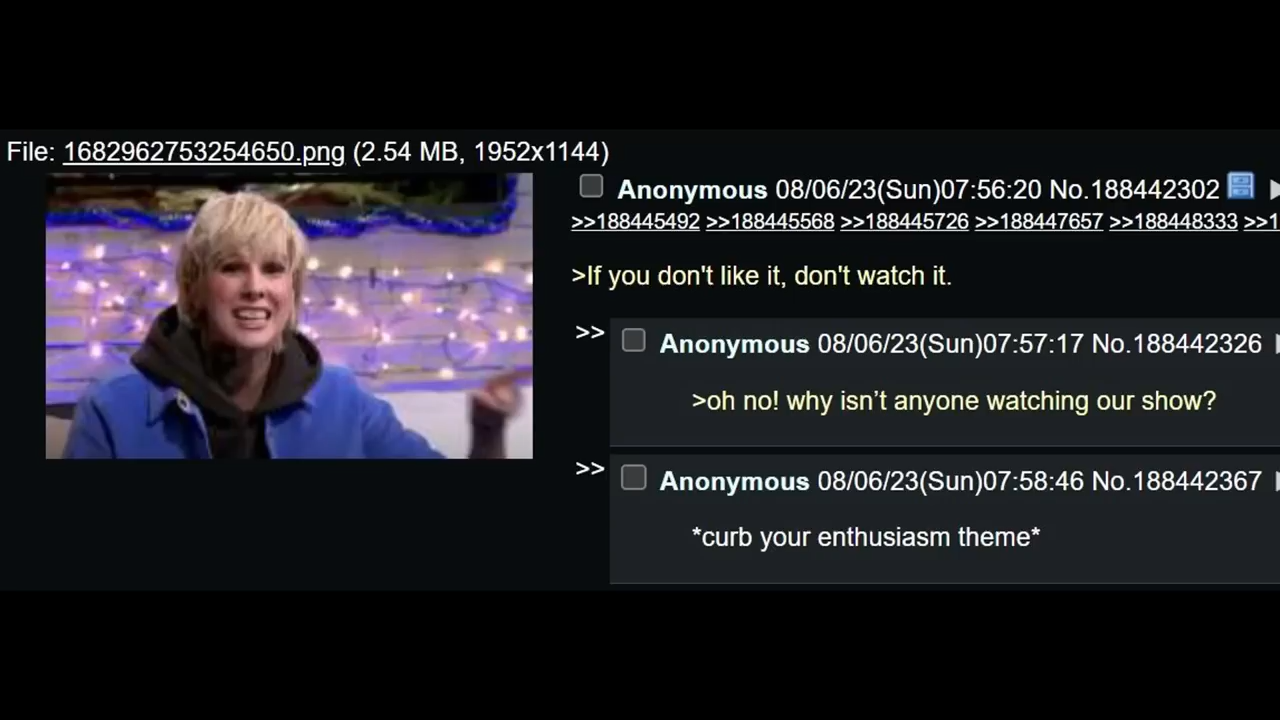 File: 1682962753254650.png (2.54 MB, 1952x1144)
Anonymous 08/06/23(Sun)07:56:20 No.188442302
>>188445492 >>188445568 >>188445726 >>188447657 >>188448333 >>1
>If you don't like it, don't watch it.
>> Anonymous 08/06/23(Sun)07:57:17 No.188442326
>oh no! why isn’t anyone watching our show?
>> Anonymous 08/06/23(Sun)07:58:46 No.188442367
*curb your enthusiasm theme*